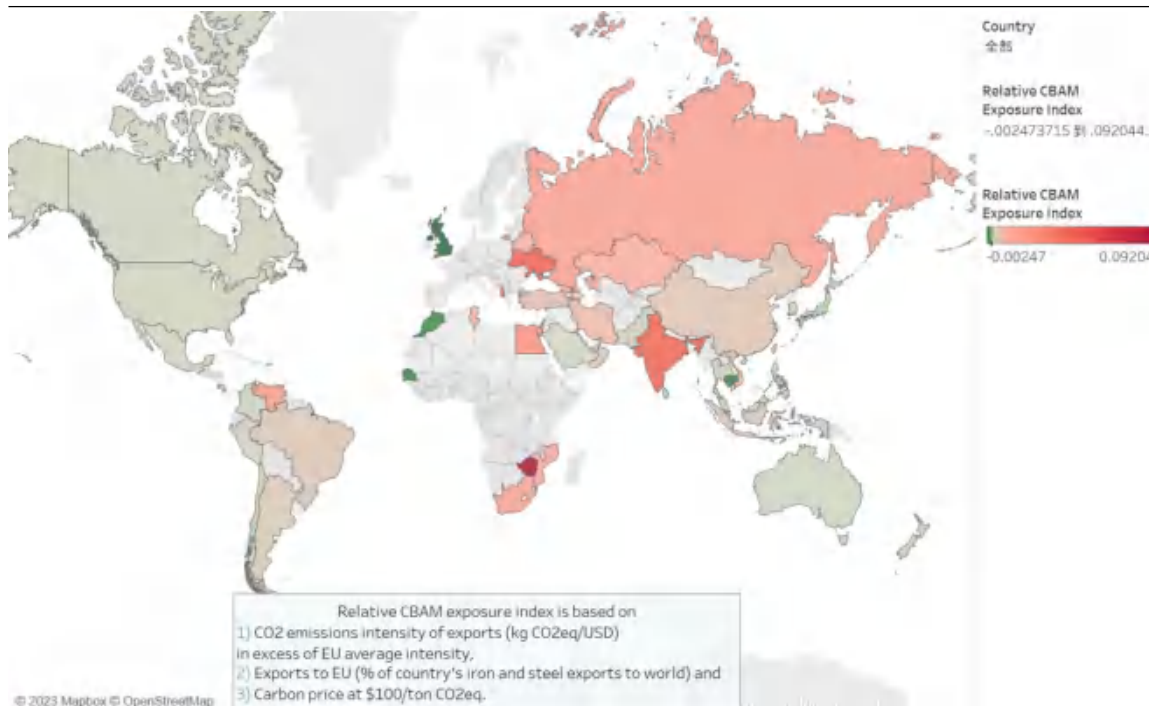 Country
全部
Relative CBAM
Exposure Index
-.002473715 到 .092044.
Relative CBAM
Exposure Index
-0.00247 0.09204
Relative CBAM exposure index is based on
1) CO2 emissions intensity of exports (kg CO2eq/USD)
in excess of EU average intensity,
2) Exports to EU (% of country's iron and steel exports to world) and
3) Carbon price at $100/ton CO2eq.
© 2023 Mapbox © OpenStreetMap